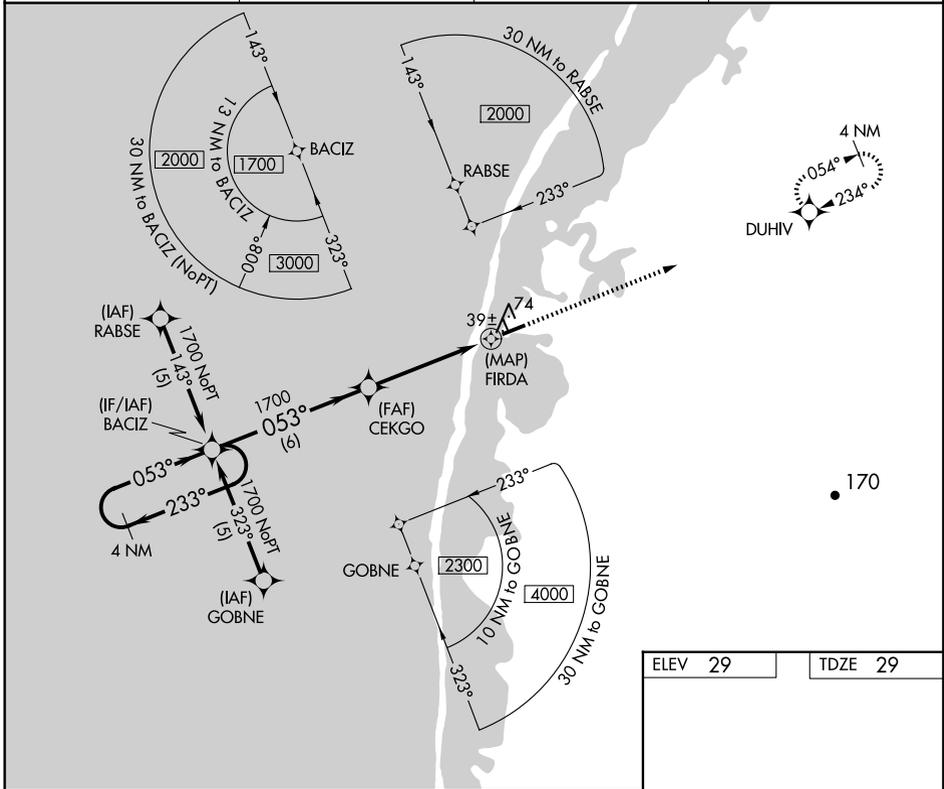 143°
30 NM to BACIZ (NoPT)
2000
13 NM to BACIZ
1700
BACIZ
008°
3000
323°
143°
30 NM to RABSE
2000
RABSE
233°
4 NM
054°
234°
DUHIV
(IAF)
RABSE
1700 NoPT
143°
(5)
(IF/IAF)
BACIZ
1700
053°
(6)
(FAF)
CEKGO
39±
74
(MAP)
FIRDA
053°
233°
4 NM
1700 NoPT
323°
(5)
(IAF)
GOBNE
233°
GOBNE
2300
10 NM to GOBNE
4000
30 NM to GOBNE
323°
170
ELEV 29
TDZE 29